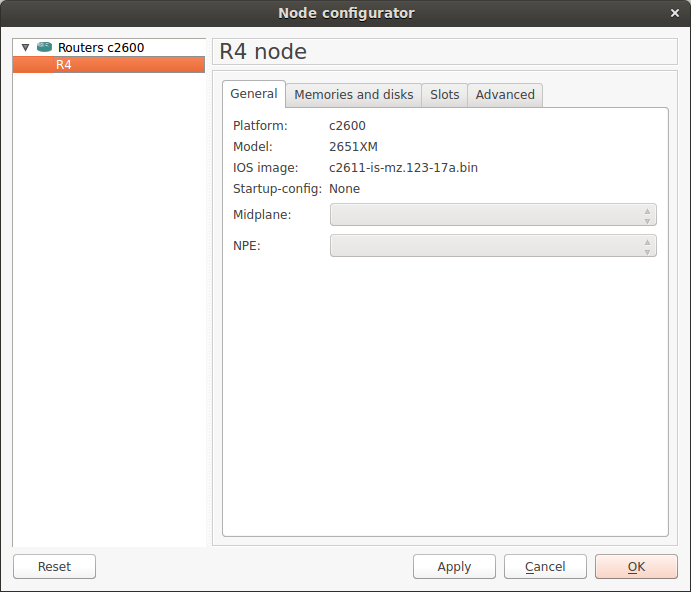 Node configurator
Routers c2600
R4
R4 node
General Memories and disks Slots Advanced
Platform: c2600
Model: 2651XM
IOS image: c2611-is-mz.123-17a.bin
Startup-config: None
Midplane:
NPE:
Reset Apply Cancel OK